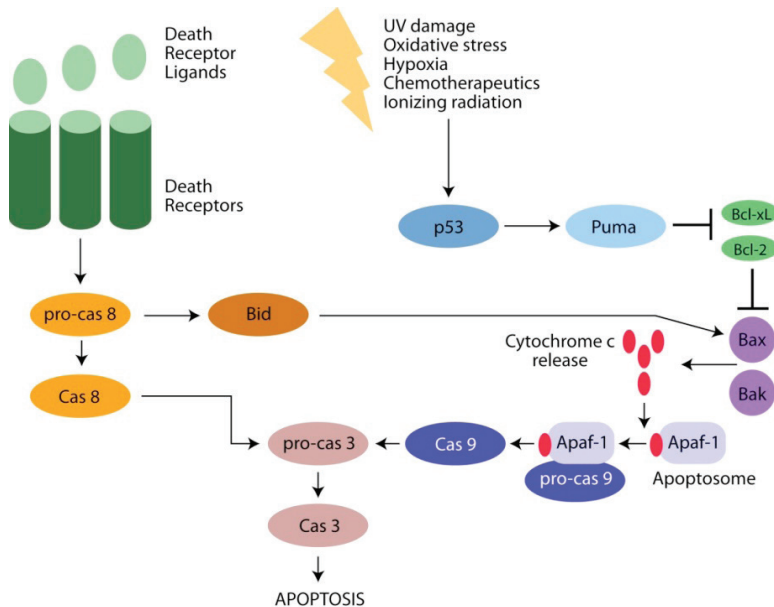 Death
Receptor
Ligands
UV damage
Oxidative stress
Hypoxia
Chemotherapeutics
Ionizing radiation
Death
Receptors
p53
Puma
Bcl-xL
Bcl-2
pro-cas 8
Bid
Cytochrome c
release
Bax
Bak
Cas 8
pro-cas 3
Cas 9
Apaf-1
Apaf-1
pro-cas 9
Apoptosome
Cas 3
APOPTOSIS